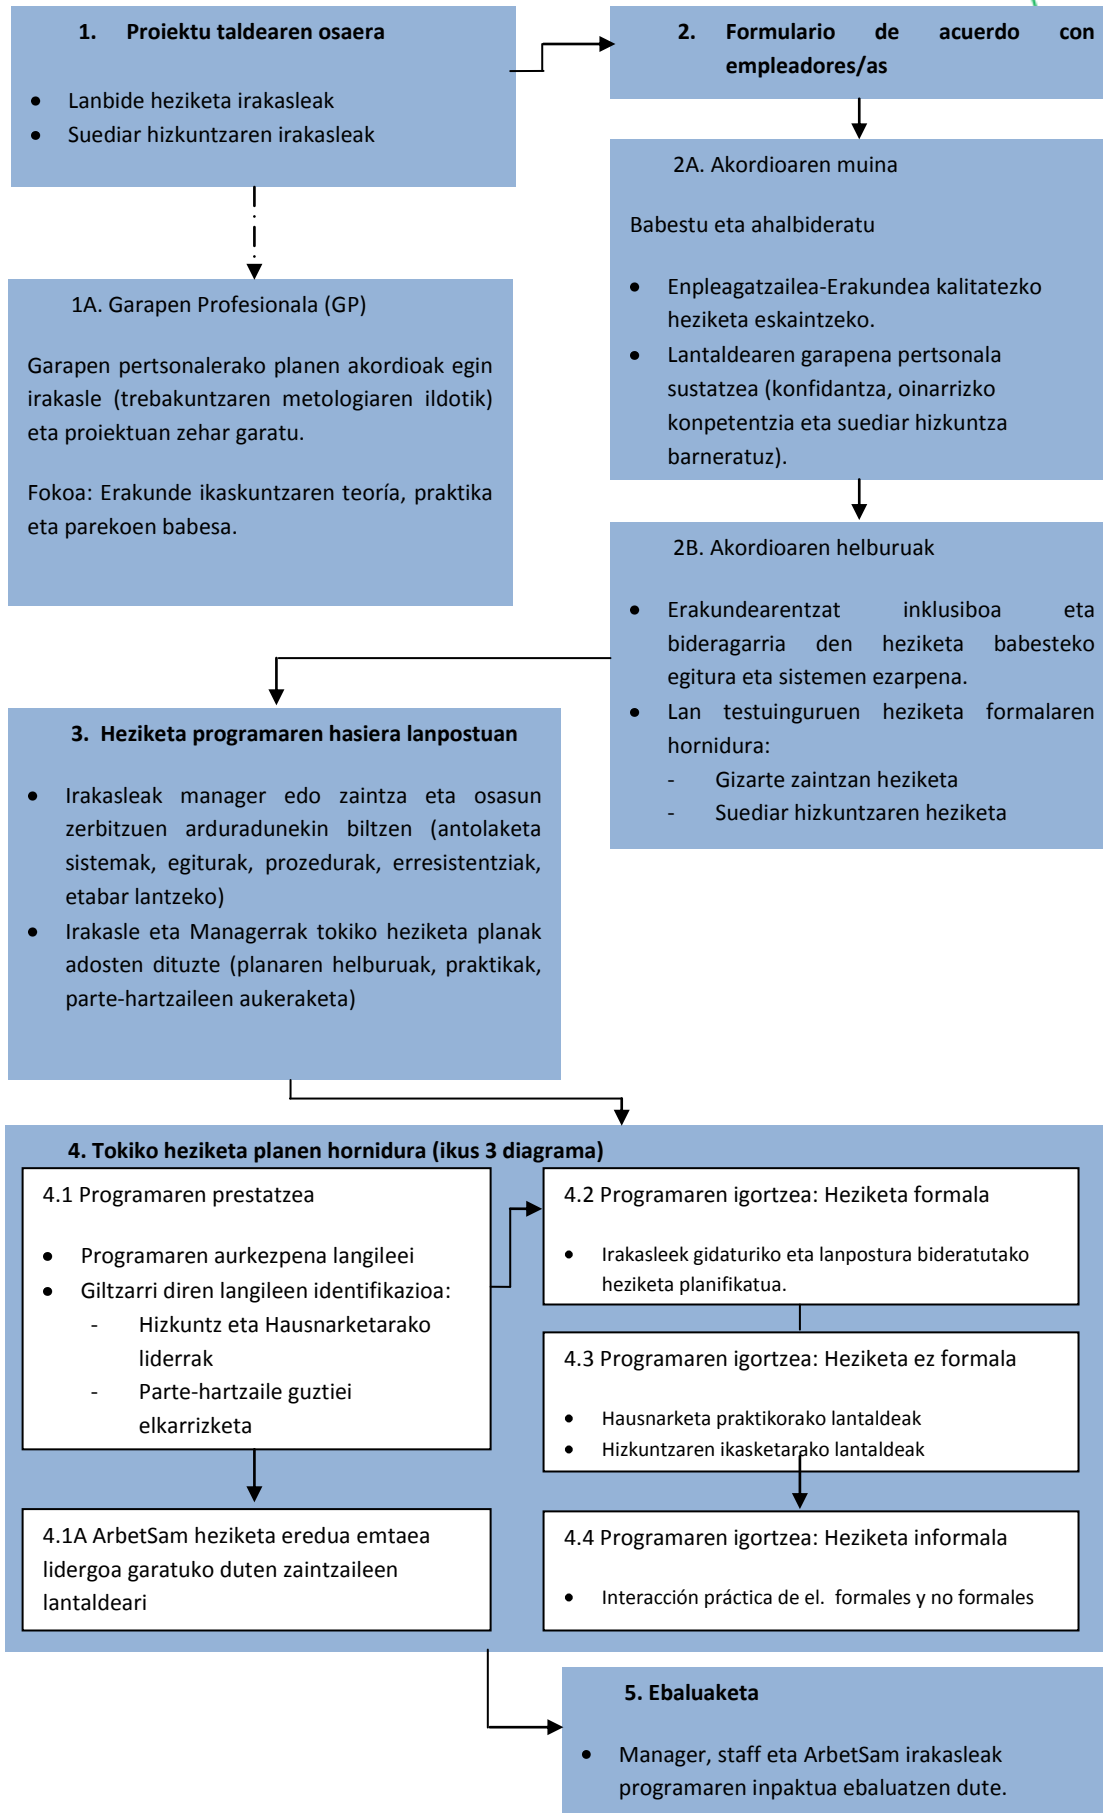 1. Proiektu taldearen osaera
• Lanbide heziketa irakasleak
• Suediar hizkuntzaren irakasleak
2. Formulario de acuerdo con
empleadores/as
1A. Garapen Profesionala (GP)
Garapen pertsonalerako planen akordioak egin
irakasle (trebakuntzaren metologiaren ildotik)
eta proiektuan zehar garatu.
Fokoa: Erakunde ikaskuntzaren teoría, praktika
eta parekoen babesa.
2A. Akordioaren muina
Babestu eta ahalbideratu
• Enpleagatzailea-Erakundea kalitatezko
heziketa eskaintzeko.
• Lantaldearen garapena pertsonala
sustatzea (konfidantza, oinarrizko
konpetentzia eta suediar hizkuntza
barneratuz).
2B. Akordioaren helburuak
• Erakundearentzat inklusiboa eta
bideragarria den heziketa babesteko
egitura eta sistemen ezarpena.
• Lan testuinguruen heziketa formalaren
hornidura:
- Gizarte zaintzan heziketa
- Suediar hizkuntzaren heziketa
3. Heziketa programaren hasiera lanpostuan
• Irakasleak manager edo zaintza eta osasun
zerbitzuen arduradunekin biltzen (antolaketa
sistemak, egiturak, prozedurak, erresistentziak,
etabar lantzeko)
• Irakasle eta Managerrak tokiko heziketa planak
adosten dituzte (planaren helburuak, praktikak,
parte-hartzaileen aukeraketa)
4. Tokiko heziketa planen hornidura (ikus 3 diagrama)
4.1 Programaren prestatzea
• Programaren aurkezpena langileei
• Giltzarri diren langileen identifikazioa:
- Hizkuntz eta Hausnarketarako
liderrak
- Parte-hartzaile guztiei
elkarrizketa
4.1A ArbetSam heziketa eredua emtaea
lidergoa garatuko duten zaintzaileen
lantaldeari
4.2 Programaren igortzea: Heziketa formala
• Irakasleek gidaturiko eta lanpostura bideratutako
heziketa planifikatua.
4.3 Programaren igortzea: Heziketa ez formala
• Hausnarketa praktikorako lantaldeak
• Hizkuntzaren ikasketarako lantaldeak
4.4 Programaren igortzea: Heziketa informala
• Interacción práctica de el. formales y no formales
5. Ebaluaketa
• Manager, staff eta ArbetSam irakasleak
programaren inpaktua ebaluatzen dute.